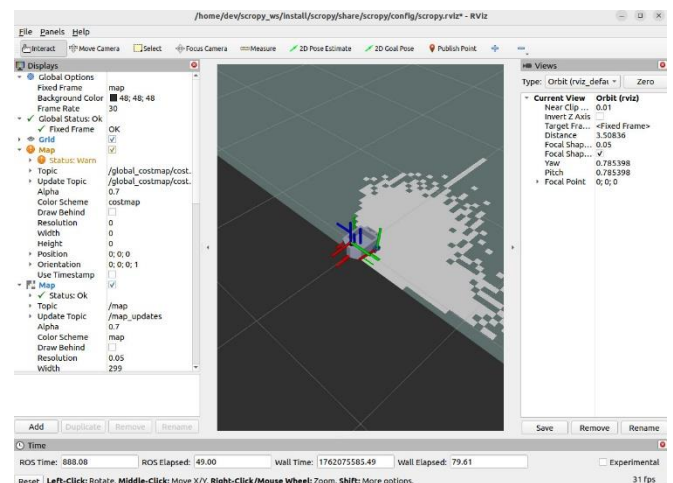 /home/dev/scropy_ws/install/scropy/share/scropy/config/scropy.rviz* - RViz
File Panels Help
Interact Move Camera Select Focus Camera Measure 2D Pose Estimate 2D Goal Pose Publish Point
Displays
Global Options
Fixed Frame map
Background Color 48; 48; 48
Frame Rate 30
Global Status: Ok
Fixed Frame OK
Grid
Map
Status: Warn
Topic /global_costmap/cost.
Update Topic /global_costmap/cost.
Alpha 0.7
Color Scheme costmap
Draw Behind
Resolution 0
Width 0
Height 0
Position 0; 0; 0
Orientation 0; 0; 0; 1
Use Timestamp
Map
Status: Ok
Topic /map
Update Topic /map_updates
Alpha 0.7
Color Scheme map
Draw Behind
Resolution 0.05
Width 299
Add Duplicate Remove Rename
Views
Type: Orbit (rviz_defau Zero
Current View Orbit (rviz)
Near Clip ... 0.01
Invert Z Axis
Target Fra... <Fixed Frame>
Distance 3.50836
Focal Shap... 0.05
Focal Shap... ✓
Yaw 0.785398
Pitch 0.785398
Focal Point 0; 0; 0
Save Remove Rename
Time
ROS Time: 888.08 ROS Elapsed: 49.00 Wall Time: 1762075585.49 Wall Elapsed: 79.61 Experimental
Reset Left-Click: Rotate. Middle-Click: Move X/Y. Right-Click/Mouse Wheel: Zoom. Shift: More options. 31 fps